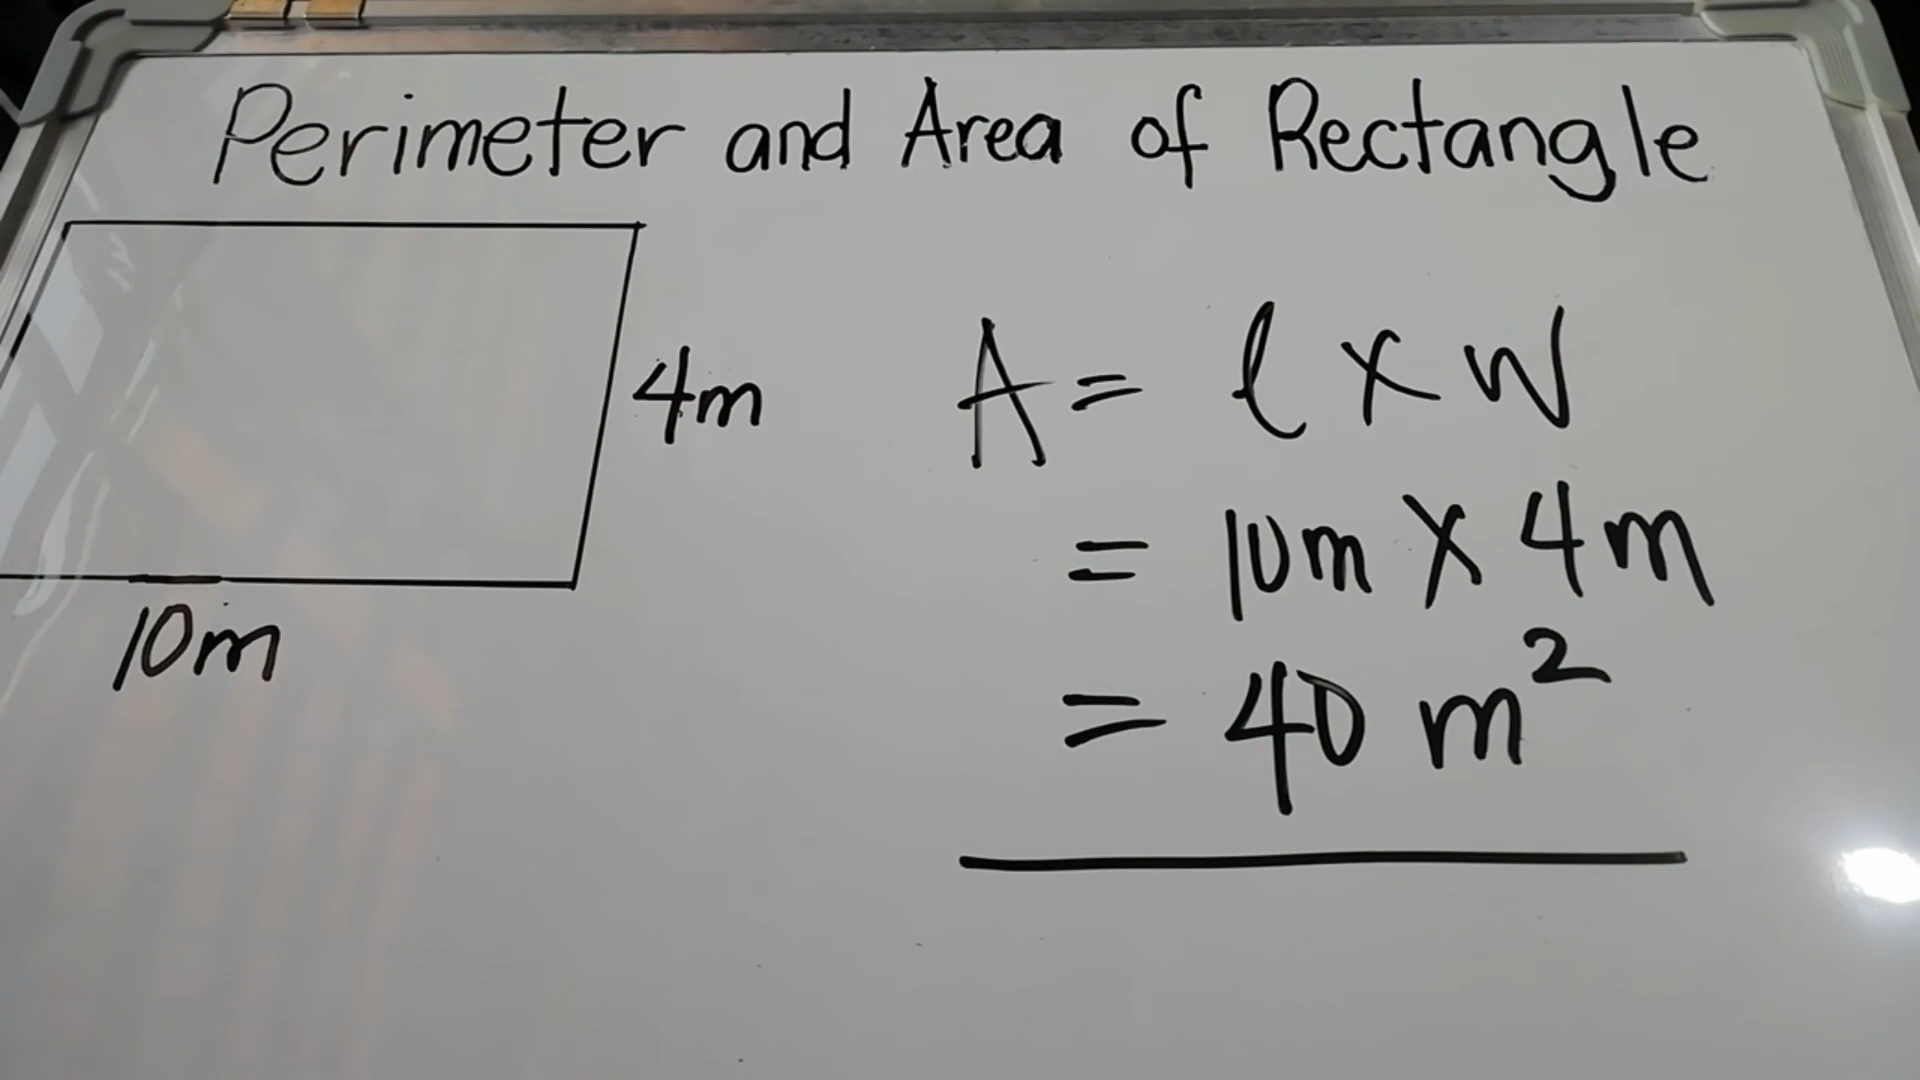 Perimeter and Area of Rectangle
4m
10m
A = l x W
= 10m x 4m
= 40 m²